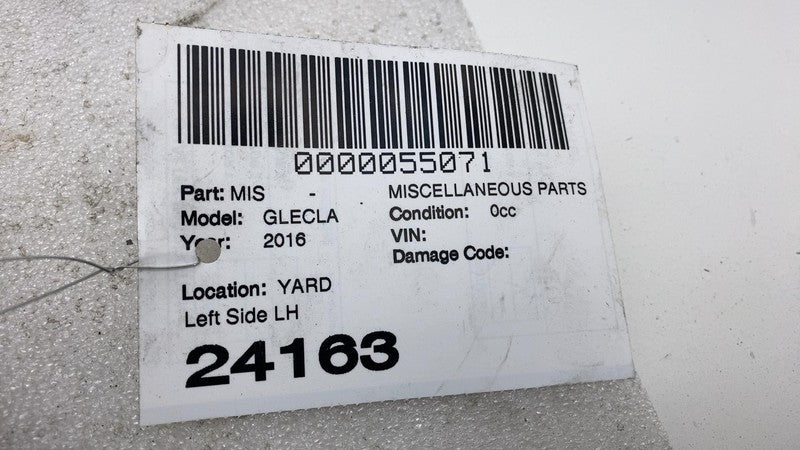 0000055071
Part: MIS - MISCELLANEOUS PARTS
Model: GLECLA Condition: 0cc
Year: 2016 VIN:
Damage Code:
Location: YARD
Left Side LH
24163